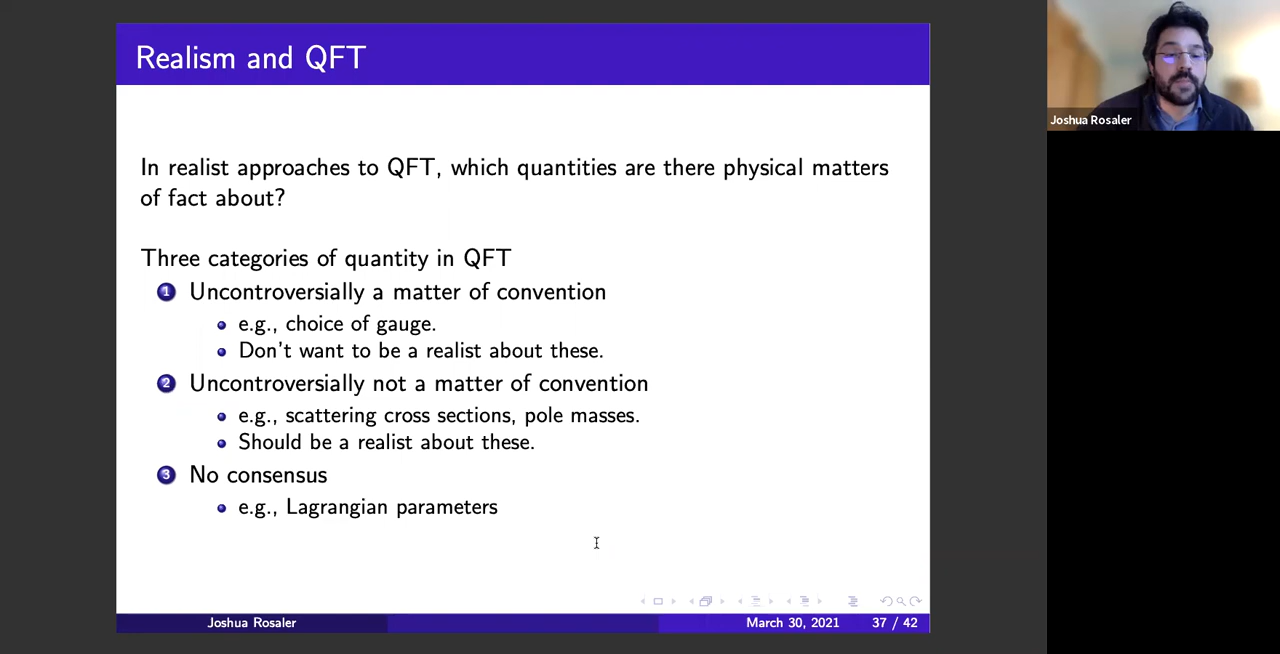 Realism and QFT
In realist approaches to QFT, which quantities are there physical matters
of fact about?
Three categories of quantity in QFT
1 Uncontroversially a matter of convention
e.g., choice of gauge.
Don't want to be a realist about these.
2 Uncontroversially not a matter of convention
e.g., scattering cross sections, pole masses.
Should be a realist about these.
3 No consensus
e.g., Lagrangian parameters
Joshua Rosaler
March 30, 2021
37 / 42
Joshua Rosaler